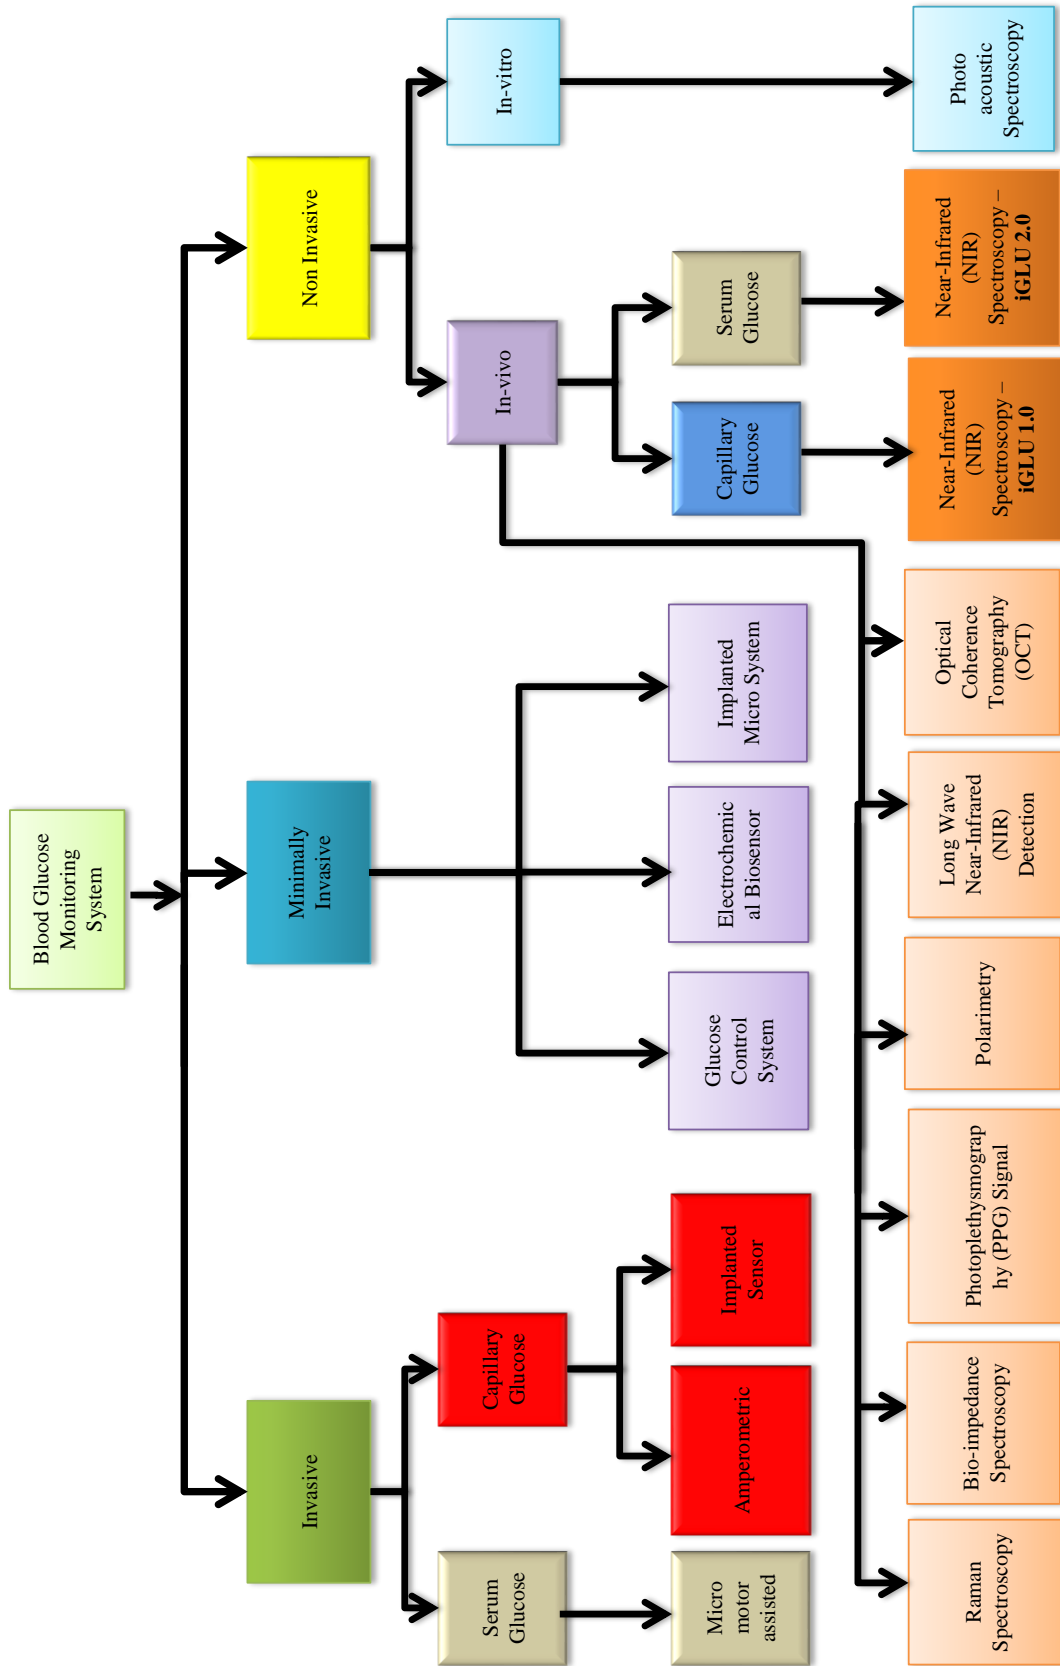 Blood Glucose
Monitoring
System
Invasive
Minimally
Invasive
Non Invasive
Serum
Glucose
Capillary
Glucose
In-vivo
In-vitro
Micro
motor
assisted
Amperometric
Implanted
Sensor
Glucose
Control
System
Electrochemic
al Biosensor
Implanted
Micro System
Capillary
Glucose
Serum
Glucose
Raman
Spectroscopy
Bio-impedance
Spectroscopy
Photoplethysmograp
hy (PPG) Signal
Polarimetry
Long Wave
Near-Infrared
(NIR)
Detection
Optical
Coherence
Tomography
(OCT)
Near-Infrared
(NIR)
Spectroscopy –
iGLU 1.0
Near-Infrared
(NIR)
Spectroscopy –
iGLU 2.0
Photo
acoustic
Spectroscopy